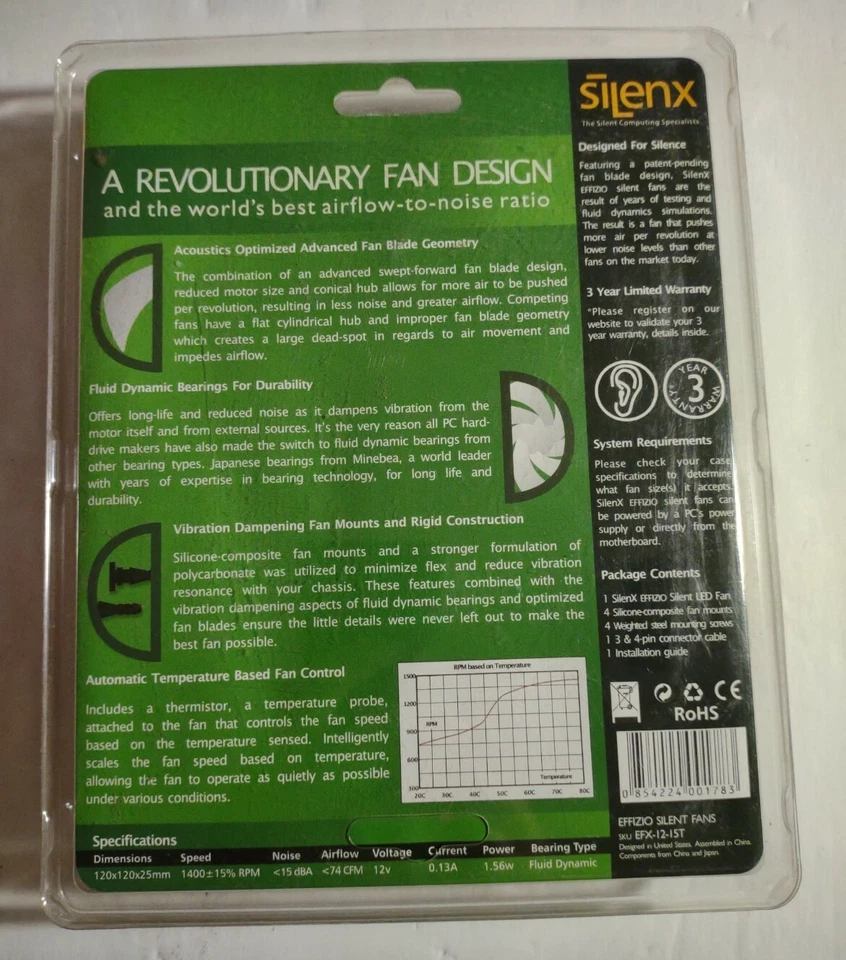 A REVOLUTIONARY FAN DESIGN
and the world's best airflow-to-noise ratio
Acoustics Optimized Advanced Fan Blade Geometry
The combination of an advanced swept-forward fan blade design,
reduced motor size and conical hub allows for more air to be pushed
per revolution, resulting in less noise and greater airflow. Competing
fans have a flat cylindrical hub and improper fan blade geometry
which creates a large dead-spot in regards to air movement and
impedes airflow.
Fluid Dynamic Bearings For Durability
Offers long-life and reduced noise as it dampens vibration from the
motor itself and from external sources. It's the very reason all PC hard-
drive makers have also made the switch to fluid dynamic bearings from
other bearing types. Japanese bearings from Minebea, a world leader
with years of expertise in bearing technology, for long life and
durability.
Vibration Dampening Fan Mounts and Rigid Construction
Silicone-composite fan mounts and a stronger formulation of
polycarbonate was utilized to minimize flex and reduce vibration
resonance with your chassis. These features combined with the
vibration dampening aspects of fluid dynamic bearings and optimized
fan blades ensure the little details were never left out to make the
best fan possible.
Automatic Temperature Based Fan Control
Includes a thermistor, a temperature probe,
attached to the fan that controls the fan speed
based on the temperature sensed. Intelligently
scales the fan speed based on temperature,
allowing the fan to operate as quietly as possible
under various conditions.
RPM based on Temperature
1500
1200
RPM
900
600
300
Temperature
20C 30C 40C 50C 60C 70C 80C
Specifications
Dimensions Speed Noise Airflow Voltage Current Power Bearing Type
120x120x25mm 1400±15% RPM <15 dBA <74 CFM 12v 0.13A 1.56w Fluid Dynamic
silenx
The Silent Computing Specialists
Designed For Silence
Featuring a patent-pending
fan blade design, SilenX
EFFIZIO silent fans are the
result of years of testing and
fluid dynamics simulations.
The result is a fan that pushes
more air per revolution at
lower noise levels than other
fans on the market today.
3 Year Limited Warranty
*Please register on our
website to validate your 3
year warranty, details inside.
YEAR
3
WARRANTY
System Requirements
Please check your case
specifications to determine
what fan size(s) it accepts.
SilenX EFFIZIO silent fans can
be powered by a PC's power
supply or directly from the
motherboard.
Package Contents
1 SilenX EFFIZIO Silent LED Fan
4 Silicone-composite fan mounts
4 Weighted steel mounting screws
1 3 & 4-pin connector cable
1 Installation guide
CE
RoHS
0 854224 001783
EFFIZIO SILENT FANS
SKU EFX-12-15T
Designed in United States. Assembled in China.
Components from China and Japan.